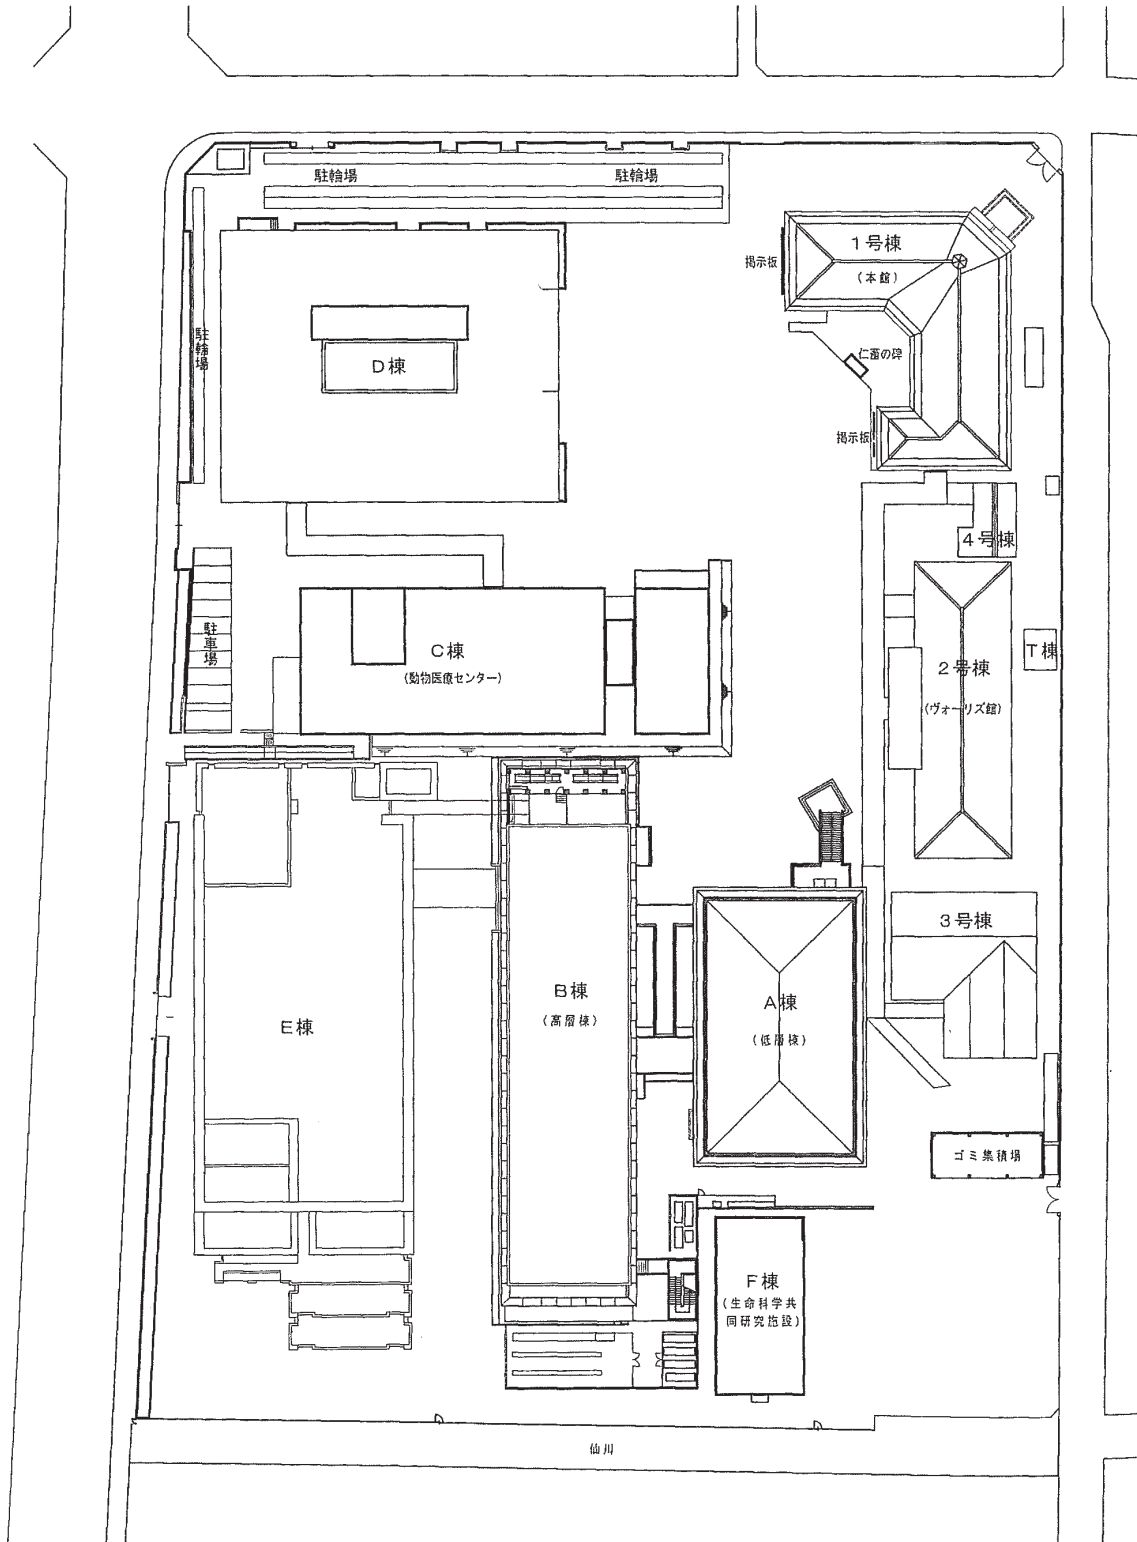 駐輪場
駐輪場
1号棟
(本館)
掲示板
駐輪場
D棟
仁畜の碑
掲示板
4号棟
駐車場
C棟
(動物医療センター)
T棟
2号棟
(ヴォーリズ館)
3号棟
B棟
(高層棟)
A棟
(低層棟)
E棟
ゴミ集積場
F棟
(生命科学共
同研究施設)
仙川